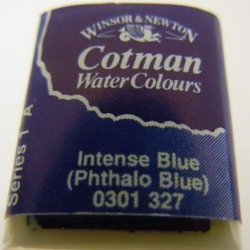 WINSOR & NEWTON
Cotman
Water Colours
Series 1 A
Intense Blue
(Phthalo Blue)
0301 327